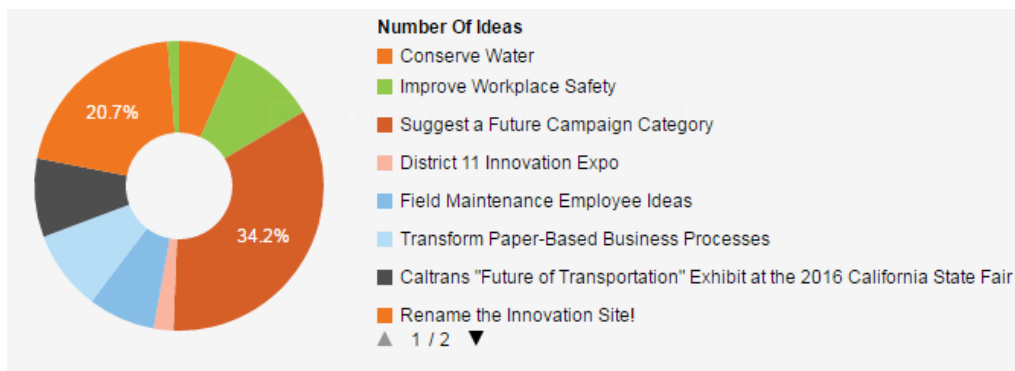 Number Of Ideas
Conserve Water
Improve Workplace Safety
Suggest a Future Campaign Category
District 11 Innovation Expo
Field Maintenance Employee Ideas
Transform Paper-Based Business Processes
Caltrans "Future of Transportation" Exhibit at the 2016 California State Fair
Rename the Innovation Site!
1 / 2
20.7%
34.2%